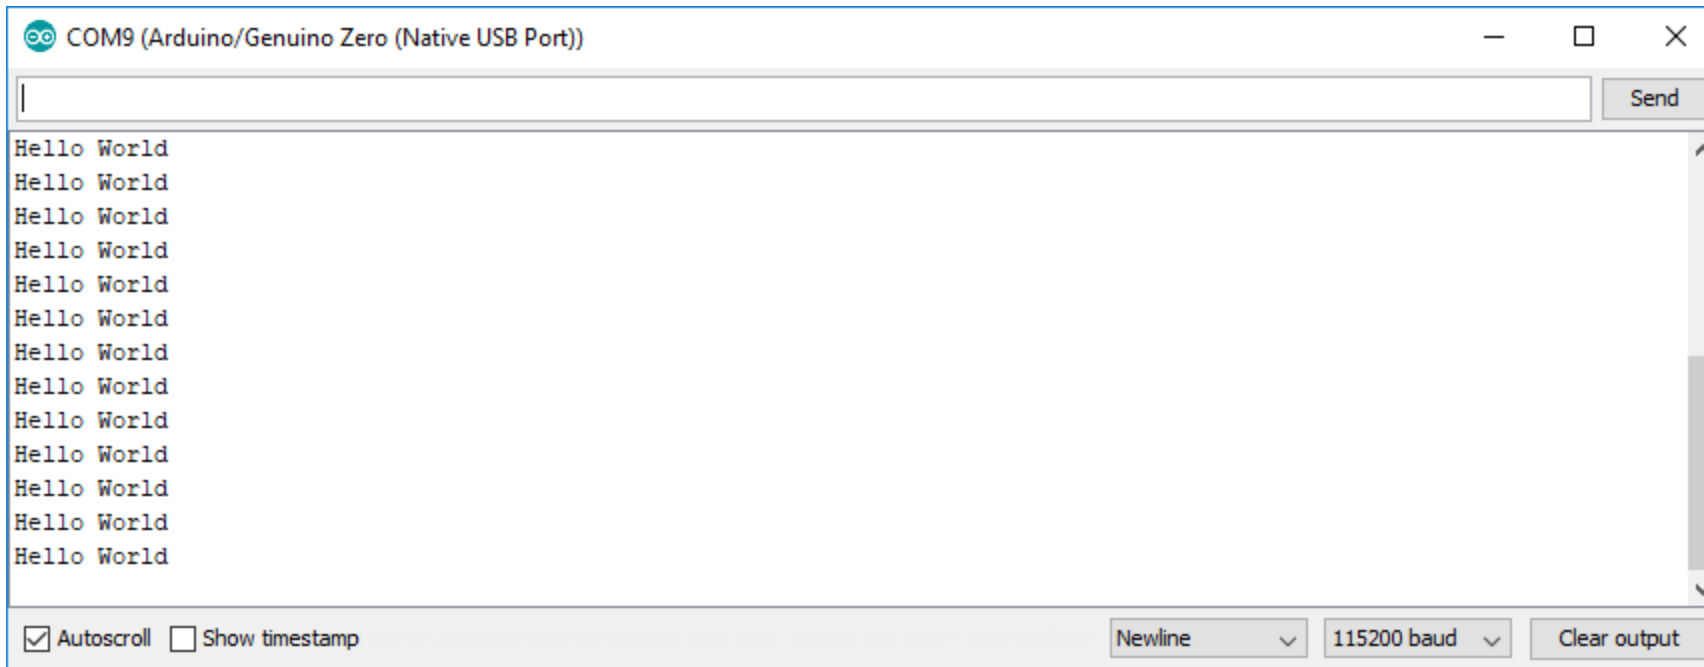 COM9 (Arduino/Genuino Zero (Native USB Port))
Send
Hello World
Hello World
Hello World
Hello World
Hello World
Hello World
Hello World
Hello World
Hello World
Hello World
Hello World
Hello World
Hello World
Autoscroll Show timestamp Newline 115200 baud Clear output